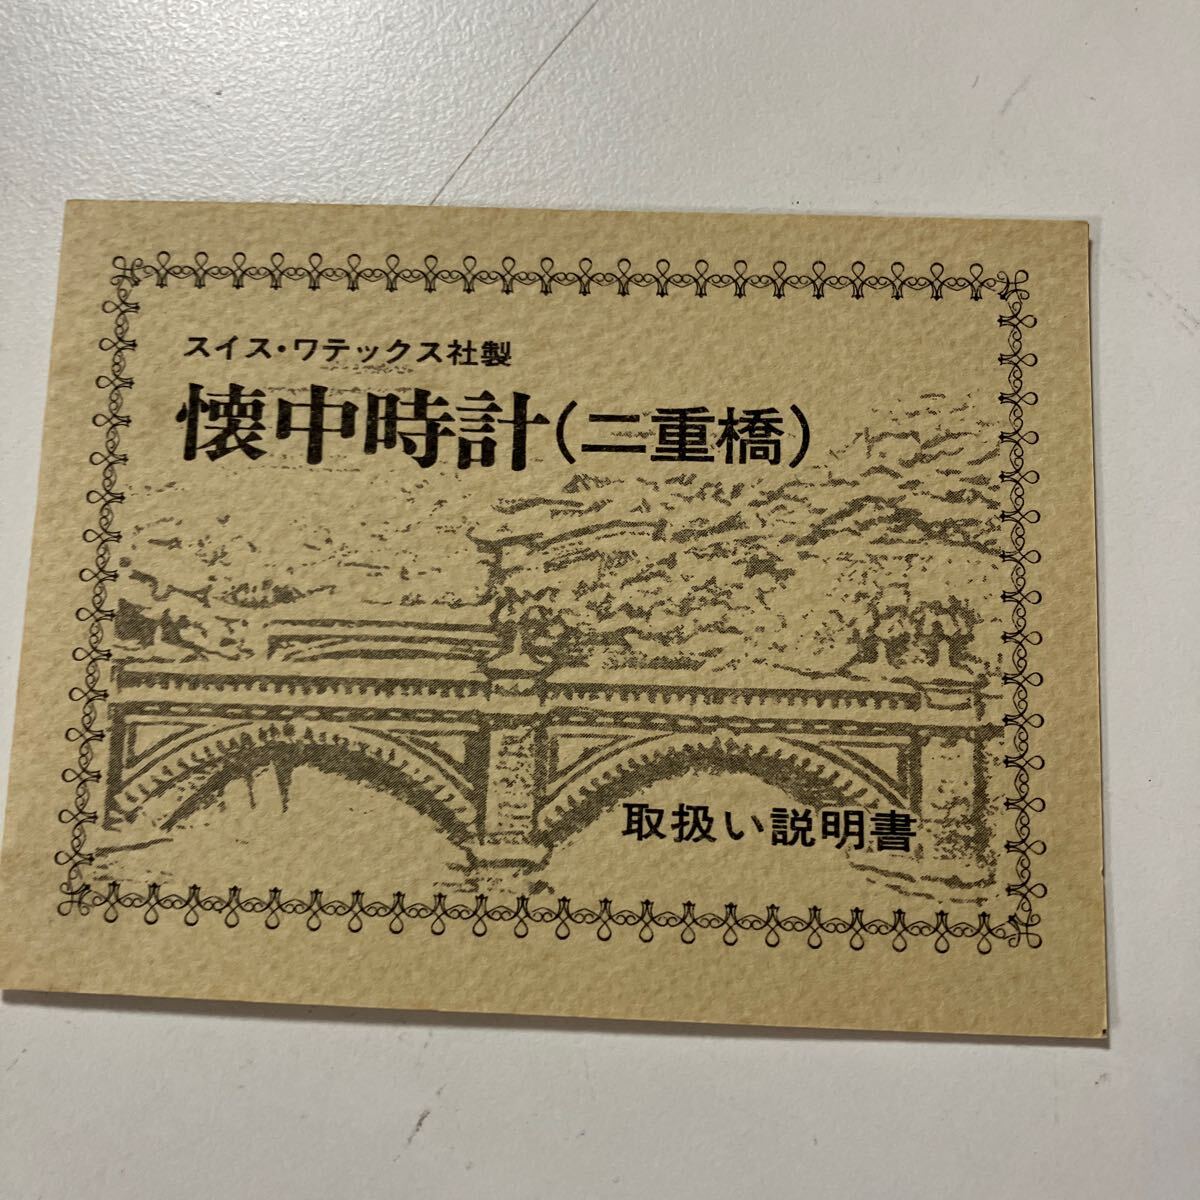 スイス・ワテックス社製
懐中時計（二重橋）
取扱い説明書